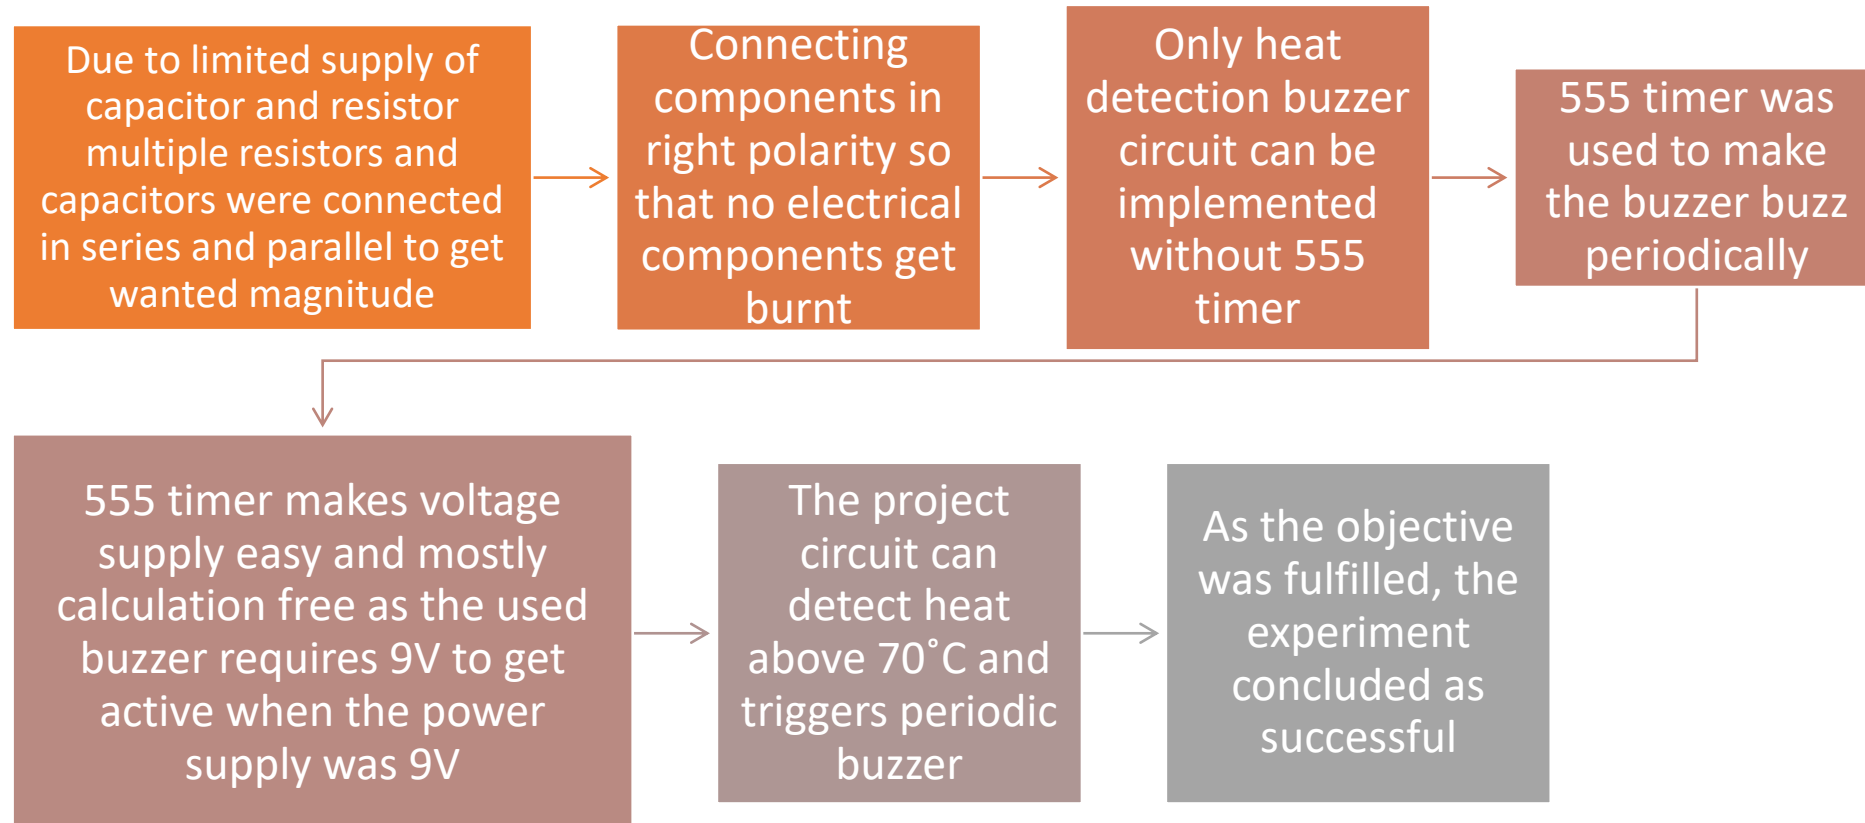 Due to limited supply of
capacitor and resistor
multiple resistors and
capacitors were connected
in series and parallel to get
wanted magnitude
Connecting
components in
right polarity so
that no electrical
components get
burnt
Only heat
detection buzzer
circuit can be
implemented
without 555
timer
555 timer was
used to make
the buzzer buzz
periodically
555 timer makes voltage
supply easy and mostly
calculation free as the used
buzzer requires 9V to get
active when the power
supply was 9V
The project
circuit can
detect heat
above 70˚C and
triggers periodic
buzzer
As the objective
was fulfilled, the
experiment
concluded as
successful